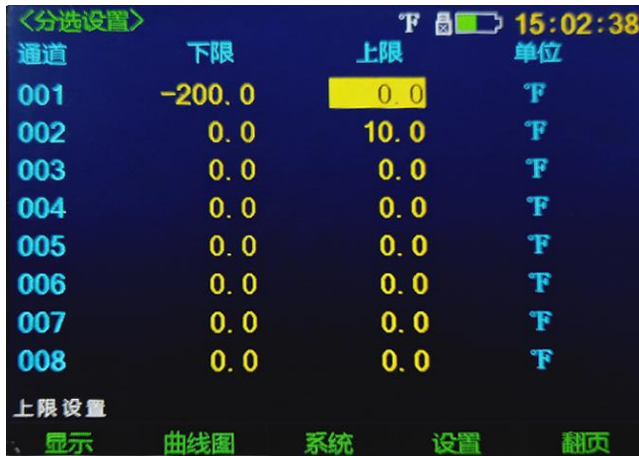 〈分选设置〉 ℉ 15:02:38
通道 下限 上限 单位
001 -200.0 0.0 ℉
002 0.0 10.0 ℉
003 0.0 0.0 ℉
004 0.0 0.0 ℉
005 0.0 0.0 ℉
006 0.0 0.0 ℉
007 0.0 0.0 ℉
008 0.0 0.0 ℉
上限设置
显示 曲线图 系统 设置 翻页